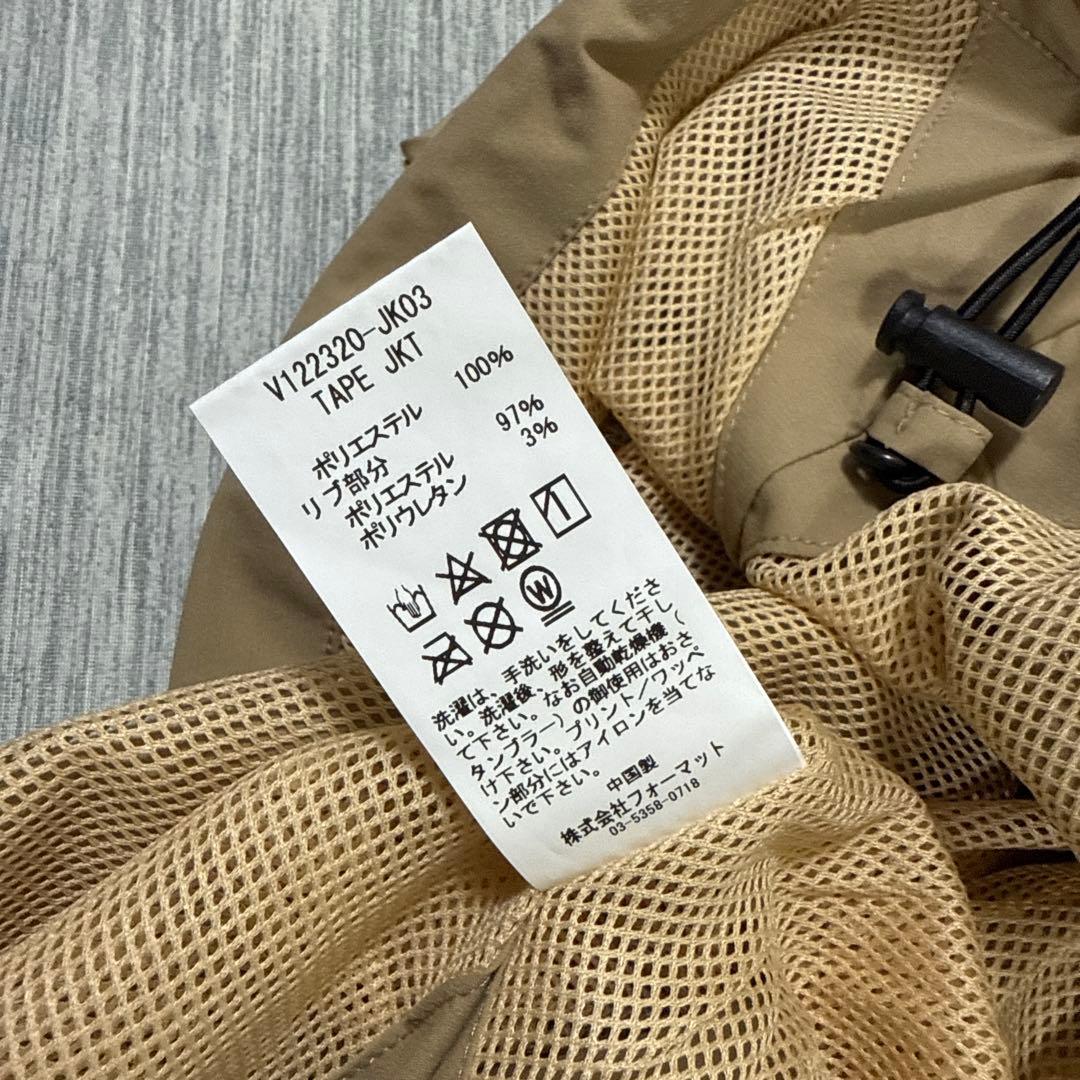 V122320-JK03
TAPE JKT
ポリエステル 100%
リブ部分
ポリエステル 97%
ポリウレタン 3%
W
洗濯は、手洗いをしてくださ
い。洗濯後、形を整えて干し
て下さい。なお自動乾燥機(
タンブラー)の御使用はおさ
け下さい。プリント/ワッペ
ン部分にはアイロンを当てな
いで下さい。
中国製
株式会社フォーマット
03-5358-0718